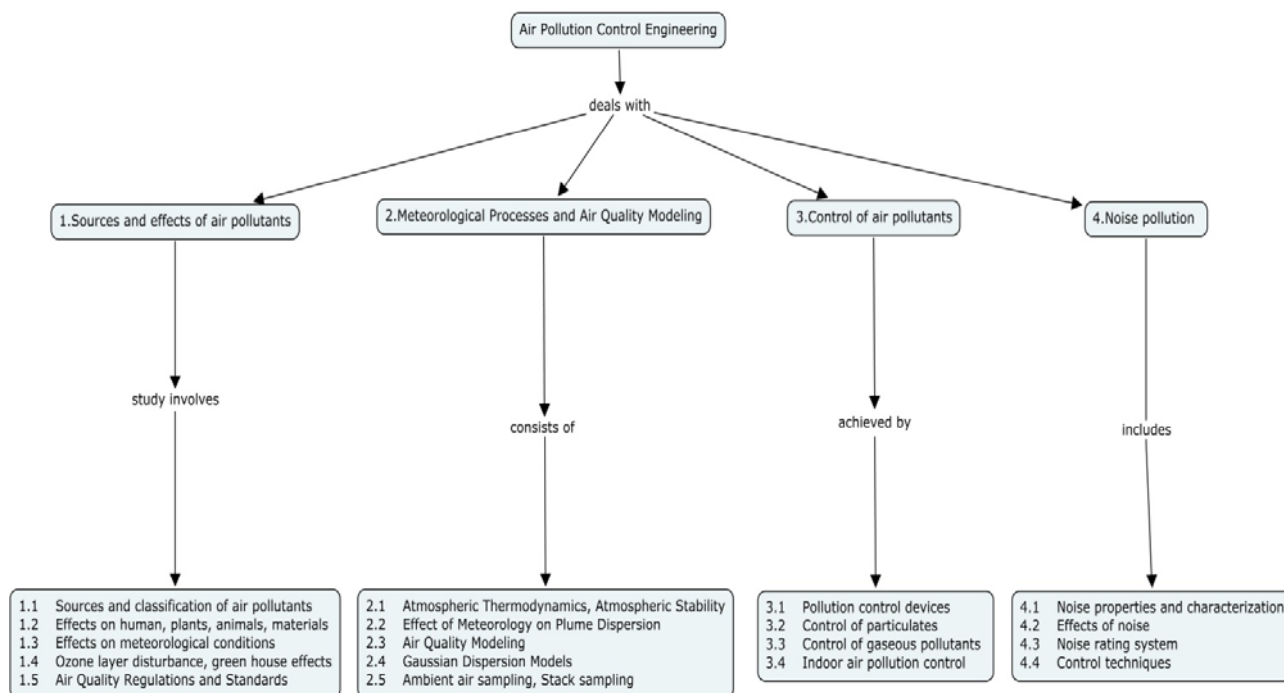 Air Pollution Control Engineering
deals with
1.Sources and effects of air pollutants
2.Meteorological Processes and Air Quality Modeling
3.Control of air pollutants
4.Noise pollution
study involves
consists of
achieved by
includes
1.1 Sources and classification of air pollutants
1.2 Effects on human, plants, animals, materials
1.3 Effects on meteorological conditions
1.4 Ozone layer disturbance, green house effects
1.5 Air Quality Regulations and Standards
2.1 Atmospheric Thermodynamics, Atmospheric Stability
2.2 Effect of Meteorology on Plume Dispersion
2.3 Air Quality Modeling
2.4 Gaussian Dispersion Models
2.5 Ambient air sampling, Stack sampling
3.1 Pollution control devices
3.2 Control of particulates
3.3 Control of gaseous pollutants
3.4 Indoor air pollution control
4.1 Noise properties and characterization
4.2 Effects of noise
4.3 Noise rating system
4.4 Control techniques